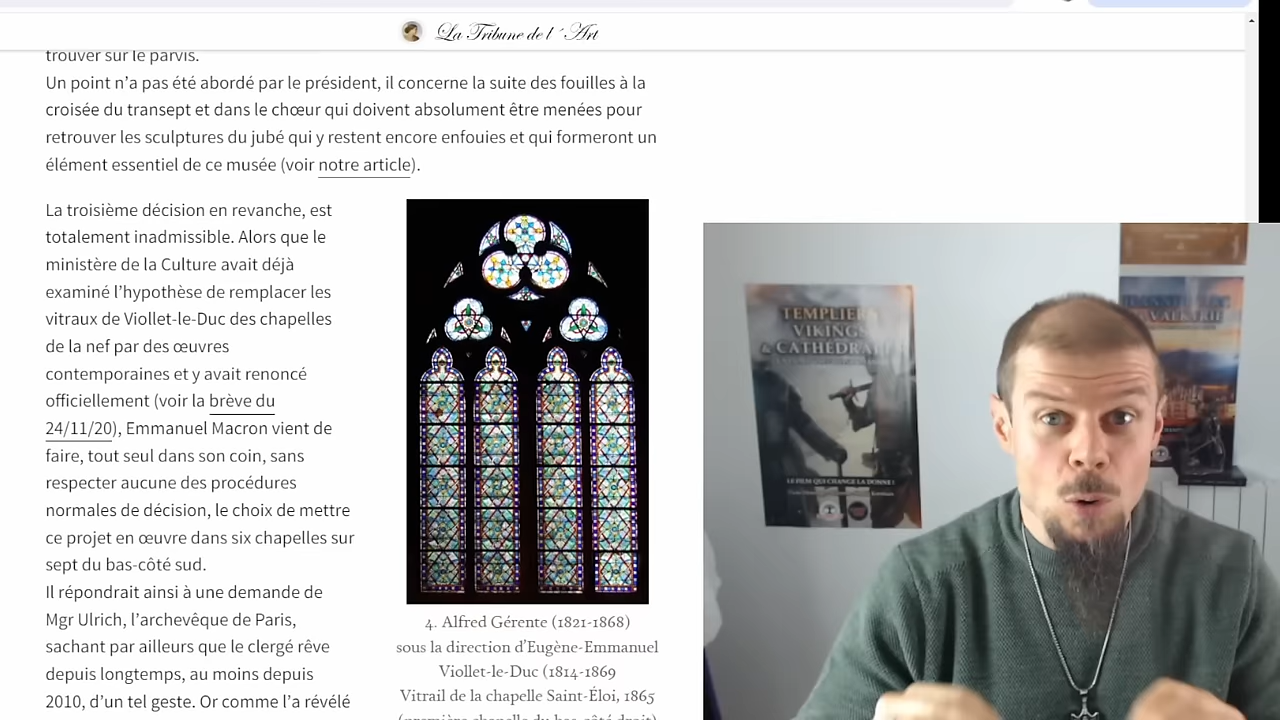 La Tribune de l'Art
trouver sur le parvis.
Un point n'a pas été abordé par le président, il concerne la suite des fouilles à la
croisée du transept et dans le chœur qui doivent absolument être menées pour
retrouver les sculptures du jubé qui y restent encore enfouies et qui formeront un
élément essentiel de ce musée (voir notre article).
La troisième décision en revanche, est
totalement inadmissible. Alors que le
ministère de la Culture avait déjà
examiné l'hypothèse de remplacer les
vitraux de Viollet-le-Duc des chapelles
de la nef par des œuvres
contemporaines et y avait renoncé
officiellement (voir la brève du
24/11/20), Emmanuel Macron vient de
faire, tout seul dans son coin, sans
respecter aucune des procédures
normales de décision, le choix de mettre
ce projet en œuvre dans six chapelles sur
sept du bas-côté sud.
Il répondrait ainsi à une demande de
Mgr Ulrich, l'archevêque de Paris,
sachant par ailleurs que le clergé rêve
depuis longtemps, au moins depuis
2010, d'un tel geste. Or comme l'a révélé
4. Alfred Gérente (1821-1868)
sous la direction d'Eugène-Emmanuel
Viollet-le-Duc (1814-1869
Vitrail de la chapelle Saint-Éloi, 1865
(première chapelle du bas-côté droit)
TEMPLIERS
VIKINGS
& CATHÉDRALES
LE FILM QUI CHANGE LA DONNE !
VALKYRIE